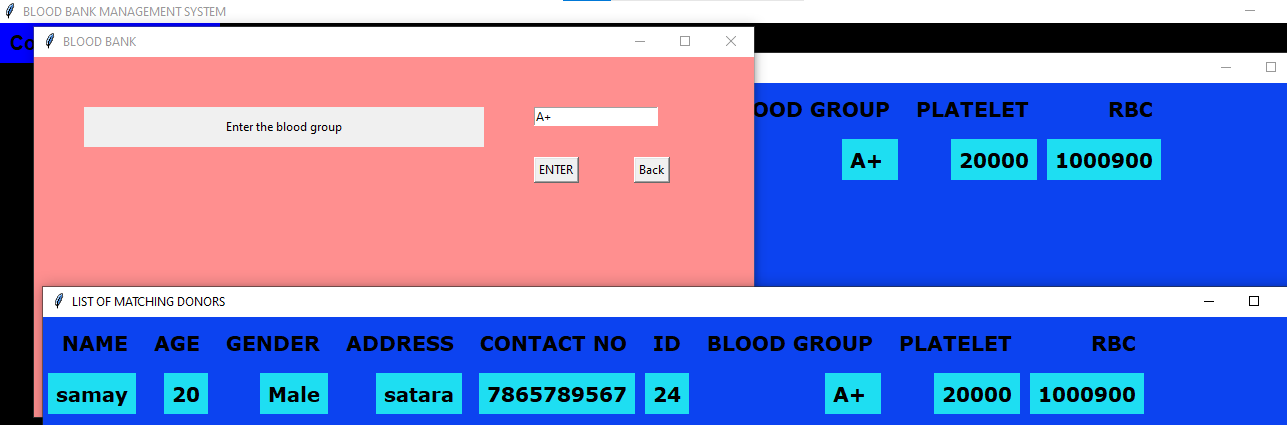 BLOOD BANK MANAGEMENT SYSTEM
BLOOD BANK
Enter the blood group
A+
ENTER Back
OOD GROUP PLATELET RBC
A+ 20000 1000900
LIST OF MATCHING DONORS
NAME AGE GENDER ADDRESS CONTACT NO ID BLOOD GROUP PLATELET RBC
samay 20 Male satara 7865789567 24 A+ 20000 1000900